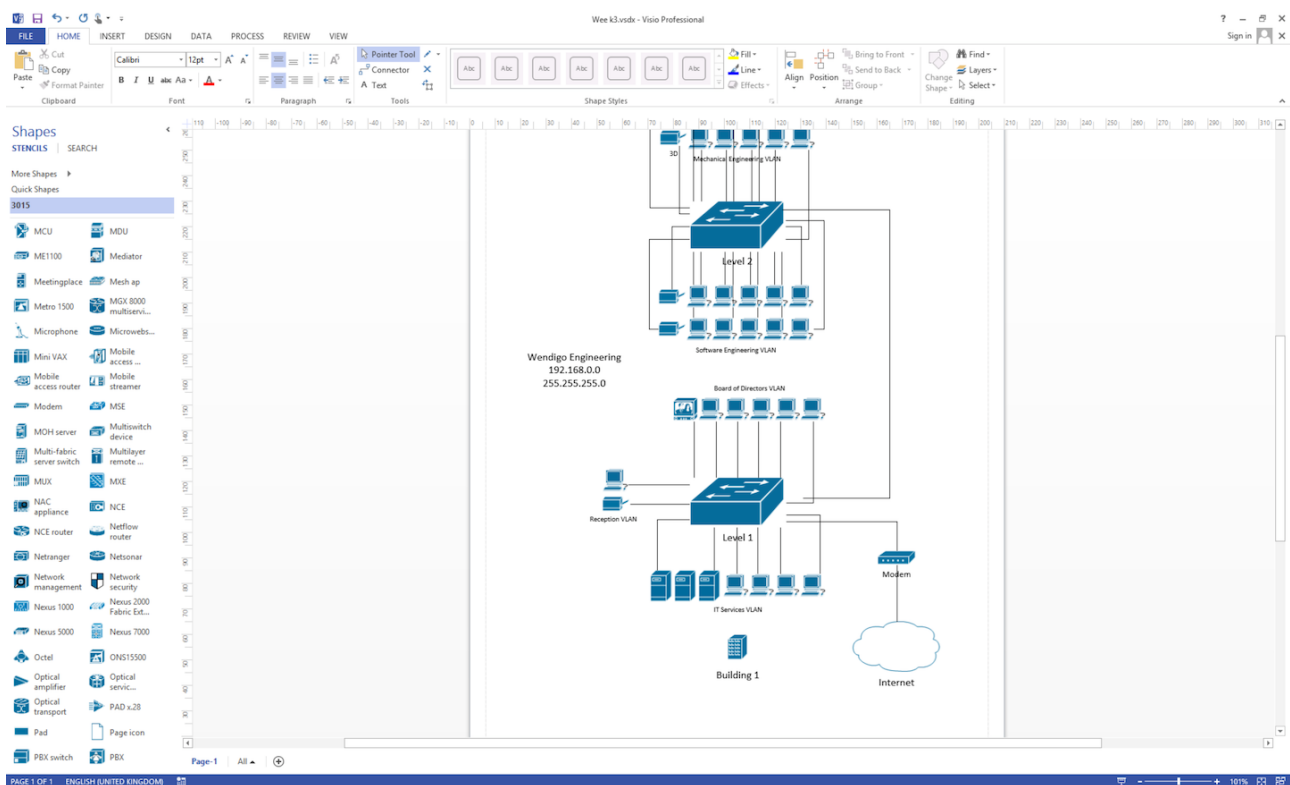 Wee k3.vsdx - Visio Professional
FILE HOME INSERT DESIGN DATA PROCESS REVIEW VIEW
Sign in
Paste
Cut
Copy
Format Painter
Clipboard
Calibri 12pt
B I U abc Aa A
Font
Paragraph
Pointer Tool
Connector
A Text
Tools
Abc Abc Abc Abc Abc Abc Abc
Shape Styles
Fill
Line
Effects
Align Position
Bring to Front
Send to Back
Group
Arrange
Change Shape
Find
Layers
Select
Editing
Shapes
STENCILS SEARCH
More Shapes
Quick Shapes
3015
MCU MDU
ME1100 Mediator
Meetingplace Mesh ap
Metro 1500 MGX 8000 multiservi...
Microphone Microwebs...
Mini VAX Mobile access ...
Mobile access router Mobile streamer
Modem MSE
MOH server Multiswitch device
Multi-fabric server switch Multilayer remote ...
MUX MXE
NAC appliance NCE
NCE router Netflow router
Netranger Netsonar
Network management Network security
Nexus 1000 Nexus 2000 Fabric Ext...
Nexus 5000 Nexus 7000
Octel ONS15500
Optical amplifier Optical servic...
Optical transport PAD x.28
Pad Page icon
PBX switch PBX
3D
Mechanical Engineering VLAN
Level 2
Software Engineering VLAN
Wendigo Engineering
192.168.0.0
255.255.255.0
Board of Directors VLAN
Reception VLAN
Level 1
Modem
IT Services VLAN
Building 1
Internet
Page-1 All
PAGE 1 OF 1 ENGLISH (UNITED KINGDOM)
101%